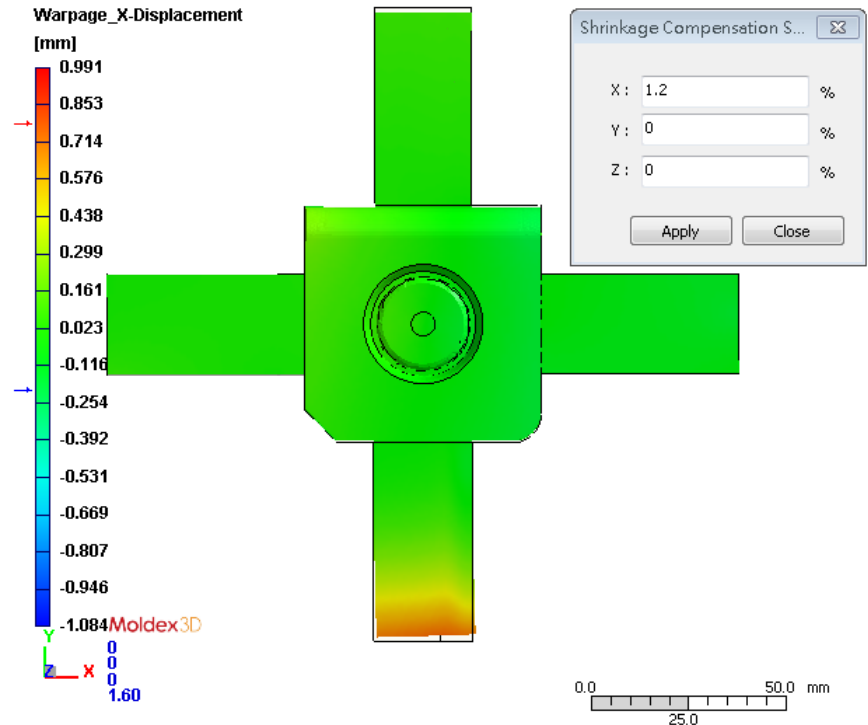 Warpage_X-Displacement
[mm]
0.991
0.853
0.714
0.576
0.438
0.299
0.161
0.023
-0.116
-0.254
-0.392
-0.531
-0.669
-0.807
-0.946
-1.084
Moldex3D
Y
Z
X
0
0
0
1.60
Shrinkage Compensation S...
X: 1.2 %
Y: 0 %
Z: 0 %
Apply Close
0.0 50.0 mm
25.0